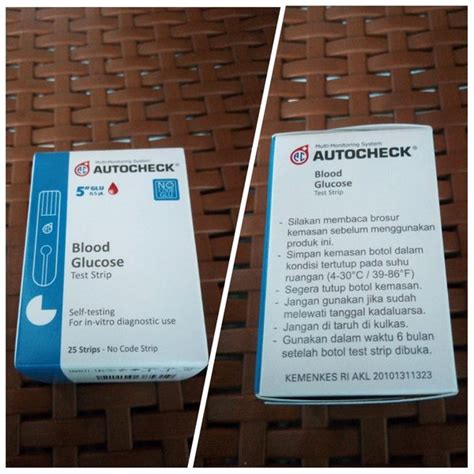 Multi-Monitoring System
AUTOCHECK®
5" GLU
0.5 µL
NO
Blood
Glucose
Test Strip
Self-testing
For in-vitro diagnostic use
25 Strips - No Code Strip
Multi-Monitoring System
AUTOCHECK®
Blood
Glucose
Test Strip
- Silakan membaca brosur
kemasan sebelum menggunakan
produk ini.
- Simpan kemasan botol dalam
kondisi tertutup pada suhu
ruangan (4-30°C / 39-86°F)
- Segera tutup botol kemasan.
- Jangan gunakan jika sudah
melewati tanggal kadaluarsa.
- Jangan di taruh di kulkas.
- Gunakan dalam waktu 6 bulan
setelah botol test strip dibuka.
KEMENKES RI AKL 20101311323